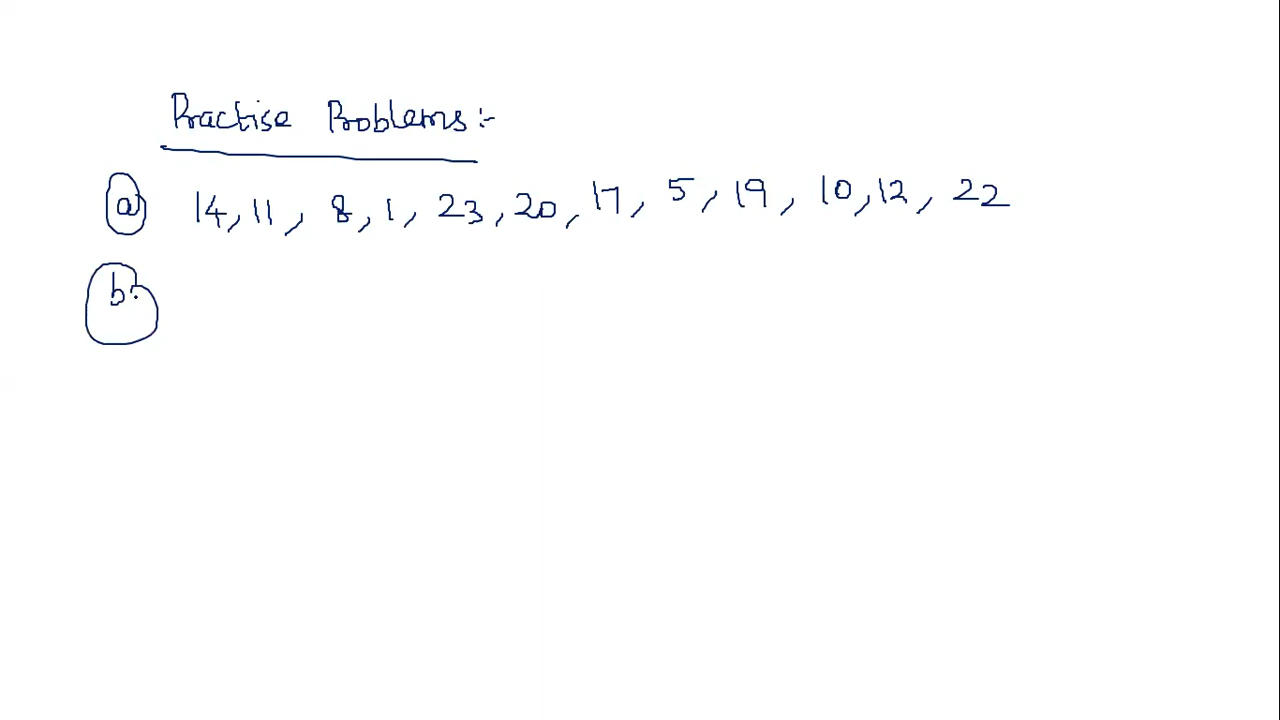 Practise Problems :-
a) 14, 11, 8, 1, 23, 20, 17, 5, 19, 10, 12, 22
b